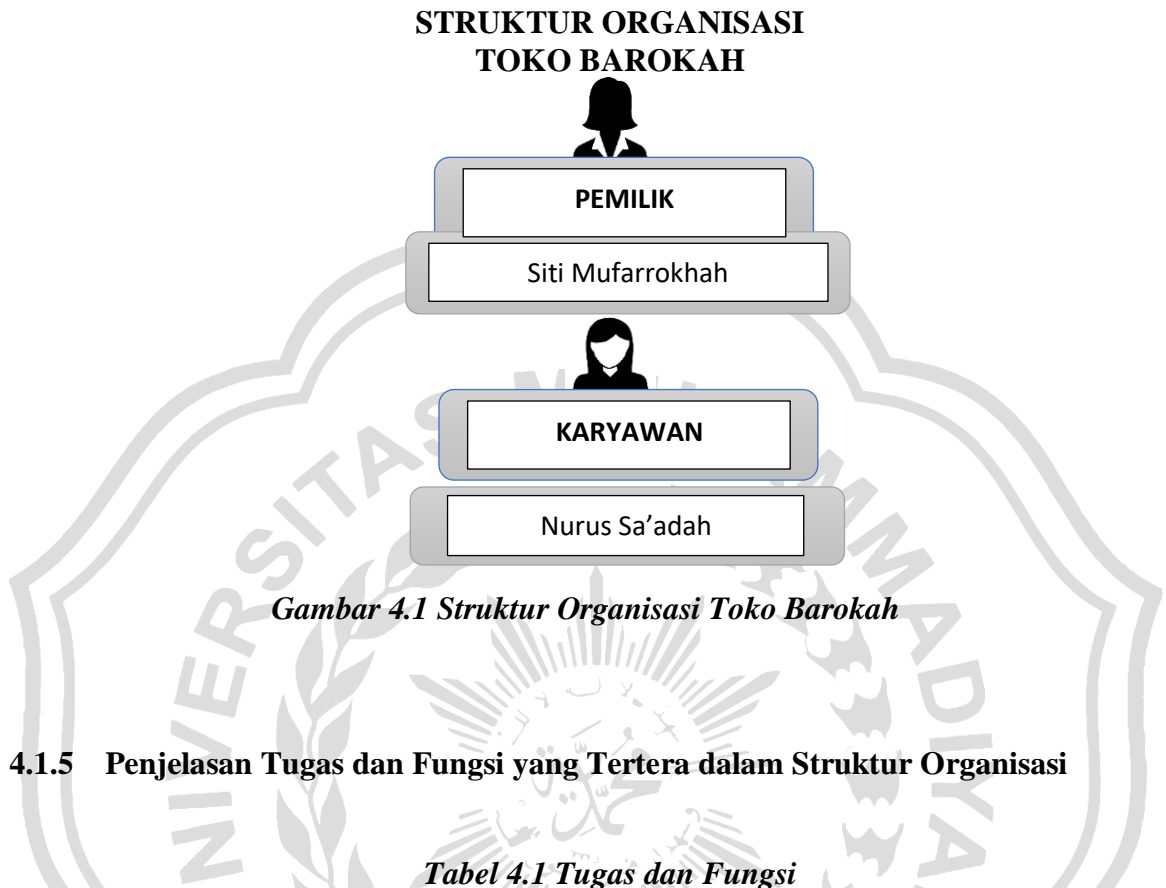 STRUKTUR ORGANISASI
TOKO BAROKAH
PEMILIK
Siti Mufarrokhah
KARYAWAN
Nurus Sa’adah
Gambar 4.1 Struktur Organisasi Toko Barokah
4.1.5 Penjelasan Tugas dan Fungsi yang Tertera dalam Struktur Organisasi
Tabel 4.1 Tugas dan Fungsi